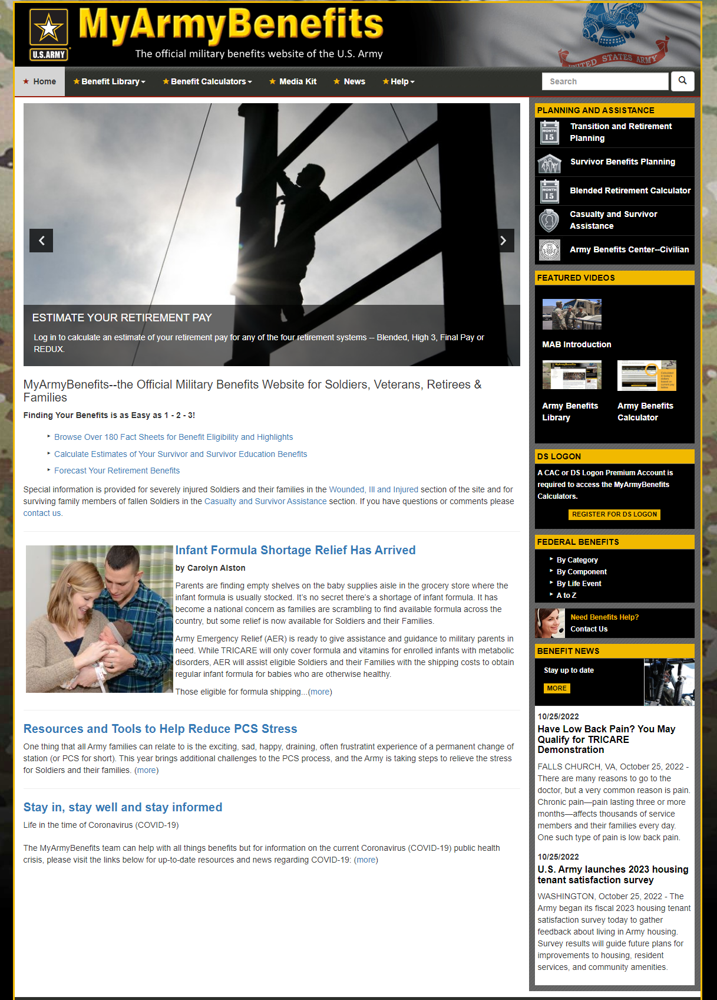 MyArmyBenefits
U.S.ARMY
The official military benefits website of the U.S. Army
UNITED STATES ARMY
Home
Benefit Library
Benefit Calculators
Media Kit
News
Help
Search
ESTIMATE YOUR RETIREMENT PAY
Log in to calculate an estimate of your retirement pay for any of the four retirement systems -- Blended, High 3, Final Pay or
REDUX.
MyArmyBenefits--the Official Military Benefits Website for Soldiers, Veterans, Retirees &
Families
Finding Your Benefits is as Easy as 1 - 2 - 3!
Browse Over 180 Fact Sheets for Benefit Eligibility and Highlights
Calculate Estimates of Your Survivor and Survivor Education Benefits
Forecast Your Retirement Benefits
Special information is provided for severely injured Soldiers and their families in the Wounded, Ill and Injured section of the site and for
surviving family members of fallen Soldiers in the Casualty and Survivor Assistance section. If you have questions or comments please
contact us.
Infant Formula Shortage Relief Has Arrived
by Carolyn Alston
Parents are finding empty shelves on the baby supplies aisle in the grocery store where the
infant formula is usually stocked. It's no secret there's a shortage of infant formula. It has
become a national concern as families are scrambling to find available formula across the
country, but some relief is now available for Soldiers and their Families.
Army Emergency Relief (AER) is ready to give assistance and guidance to military parents in
need. While TRICARE will only cover formula and vitamins for enrolled infants with metabolic
disorders, AER will assist eligible Soldiers and their Families with the shipping costs to obtain
regular infant formula for babies who are otherwise healthy.
Those eligible for formula shipping...(more)
Resources and Tools to Help Reduce PCS Stress
One thing that all Army families can relate to is the exciting, sad, happy, draining, often frustratint experience of a permanent change of
station (or PCS for short). This year brings additional challenges to the PCS process, and the Army is taking steps to relieve the stress
for Soldiers and their families. (more)
Stay in, stay well and stay informed
Life in the time of Coronavirus (COVID-19)
The MyArmyBenefits team can help with all things benefits but for information on the current Coronavirus (COVID-19) public health
crisis, please visit the links below for up-to-date resources and news regarding COVID-19: (more)
PLANNING AND ASSISTANCE
MONTH
15
Transition and Retirement
Planning
Survivor Benefits Planning
MONTH
15
Blended Retirement Calculator
Casualty and Survivor
Assistance
Army Benefits Center--Civilian
FEATURED VIDEOS
MAB Introduction
Army Benefits
Library
Army Benefits
Calculator
DS LOGON
A CAC or DS Logon Premium Account is
required to access the MyArmyBenefits
Calculators.
REGISTER FOR DS LOGON
FEDERAL BENEFITS
By Category
By Component
By Life Event
A to Z
Need Benefits Help?
Contact Us
BENEFIT NEWS
Stay up to date
MORE
10/25/2022
Have Low Back Pain? You May
Qualify for TRICARE
Demonstration
FALLS CHURCH, VA, October 25, 2022 -
There are many reasons to go to the
doctor, but a very common reason is pain.
Chronic pain—pain lasting three or more
months—affects thousands of service
members and their families every day.
One such type of pain is low back pain.
10/25/2022
U.S. Army launches 2023 housing
tenant satisfaction survey
WASHINGTON, October 25, 2022 - The
Army began its fiscal 2023 housing tenant
satisfaction survey today to gather
feedback about living in Army housing.
Survey results will guide future plans for
improvements to housing, resident
services, and community amenities.